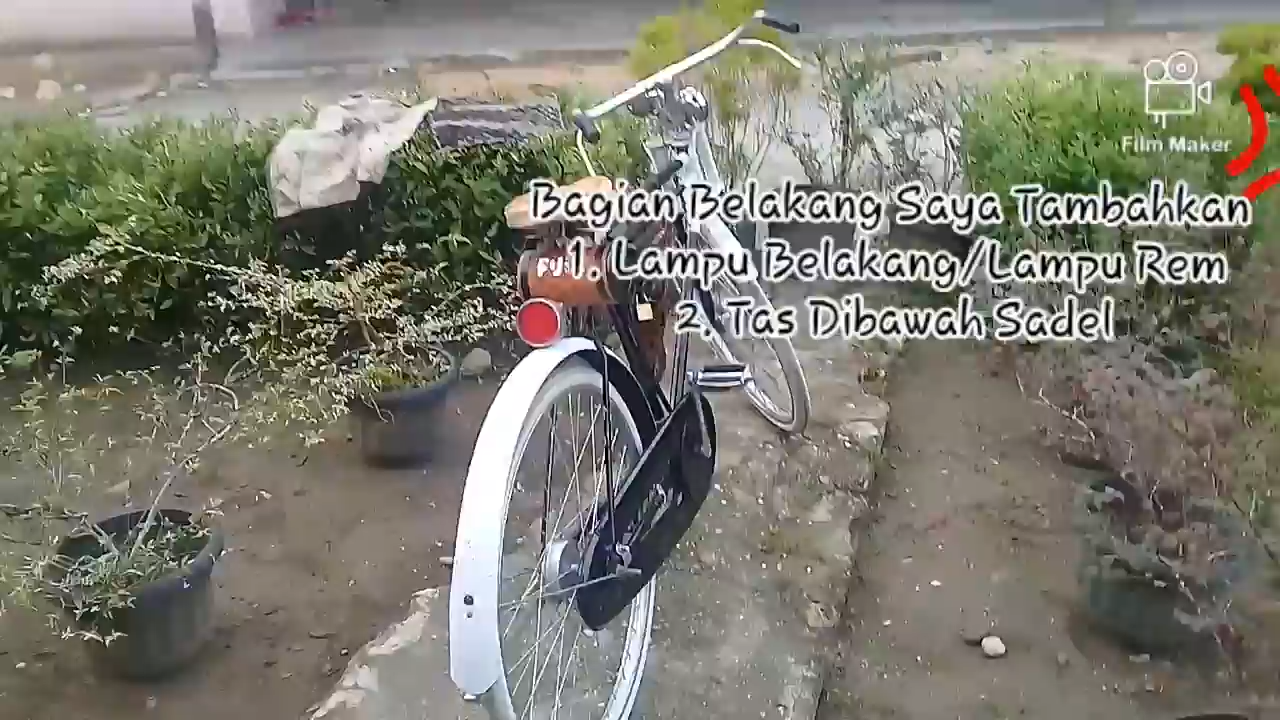 Film Maker
Bagian Belakang Saya Tambahkan
1. Lampu Belakang/Lampu Rem
2. Tas Dibawah Sadel